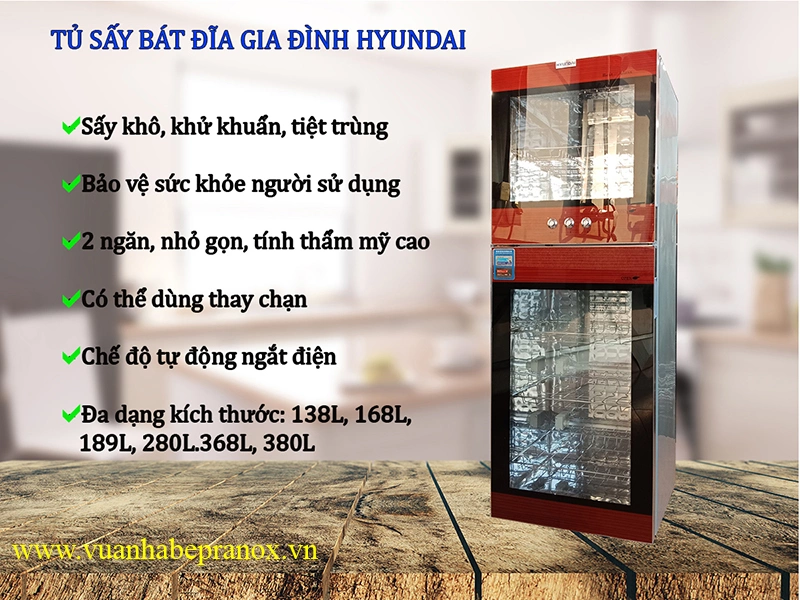 TỦ SẤY BÁT ĐĨA GIA ĐÌNH HYUNDAI
Sấy khô, khử khuẩn, tiệt trùng
Bảo vệ sức khỏe người sử dụng
2 ngăn, nhỏ gọn, tính thẩm mỹ cao
Có thể dùng thay chạn
Chế độ tự động ngắt điện
Đa dạng kích thước: 138L, 168L,
189L, 280L.368L, 380L
www.vuanhabepranox.vn